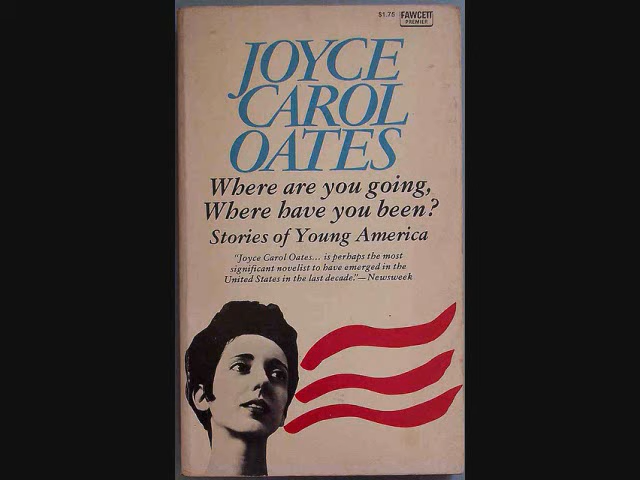 $1.75 FAWCETT
PREMIER
JOYCE
CAROL
OATES
Where are you going,
Where have you been?
Stories of Young America
"Joyce Carol Oates... is perhaps the most
significant novelist to have emerged in the
United States in the last decade."—Newsweek